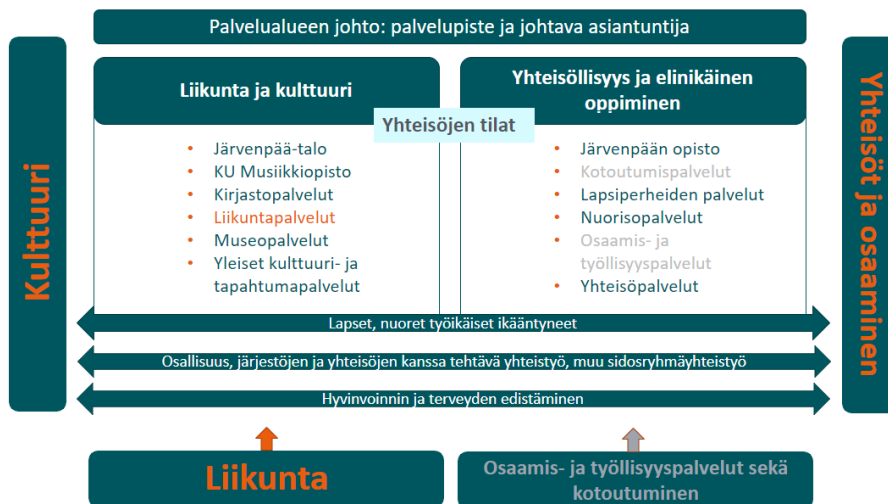 Palvelualueen johto: palvelupiste ja johtava asiantuntija
Kulttuuri
Liikunta ja kulttuuri
Yhteisöllisyys ja elinikäinen
oppiminen
Yhteisöjen tilat
Järvenpää-talo
KU Musiikkiopisto
Kirjastopalvelut
Liikuntapalvelut
Museopalvelut
Yleiset kulttuuri- ja
tapahtumapalvelut
Järvenpään opisto
Kotoutumispalvelut
Lapsiperheiden palvelut
Nuorisopalvelut
Osaamis- ja
työllisyyspalvelut
Yhteisöpalvelut
Yhteisöt ja osaaminen
Lapset, nuoret työikäiset ikääntyneet
Osallisuus, järjestöjen ja yhteisöjen kanssa tehtävä yhteistyö, muu sidosryhmäyhteistyö
Hyvinvoinnin ja terveyden edistäminen
Liikunta
Osaamis- ja työllisyyspalvelut sekä
kotoutuminen